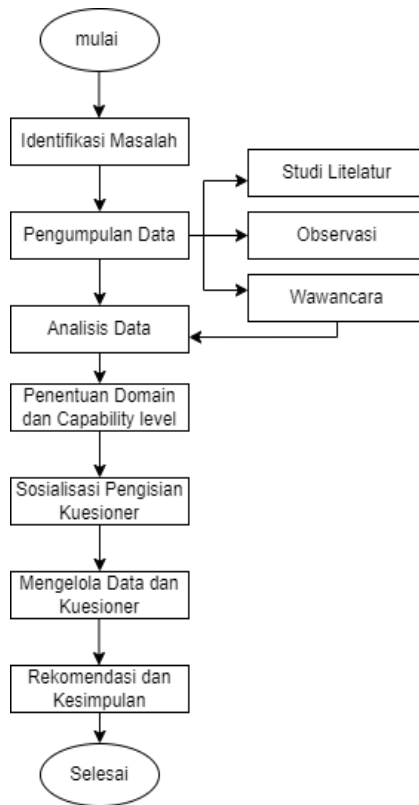 mulai
Identifikasi Masalah
Pengumpulan Data
Studi Litelatur
Observasi
Wawancara
Analisis Data
Penentuan Domain
dan Capability level
Sosialisasi Pengisian
Kuesioner
Mengelola Data dan
Kuesioner
Rekomendasi dan
Kesimpulan
Selesai